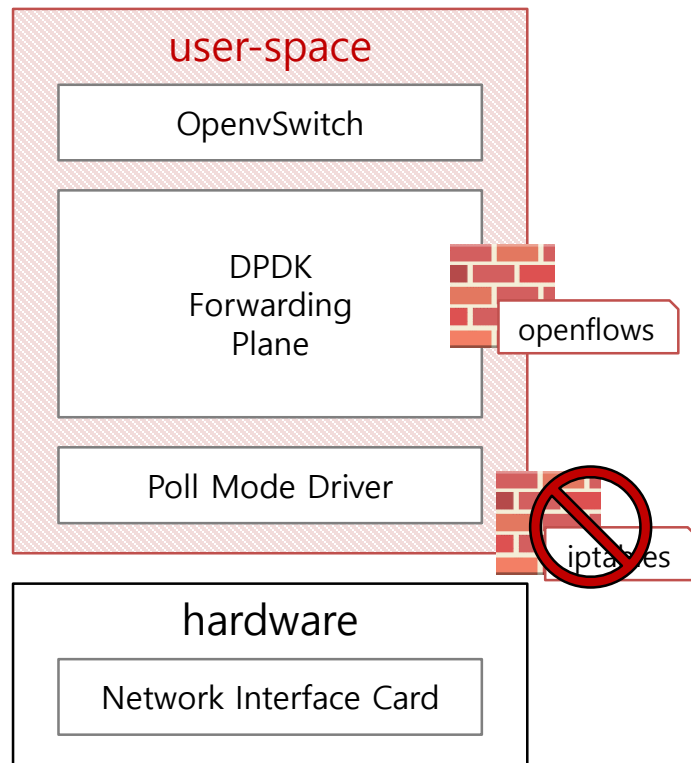 user-space
OpenvSwitch
DPDK
Forwarding
Plane
openflows
Poll Mode Driver
iptables
hardware
Network Interface Card